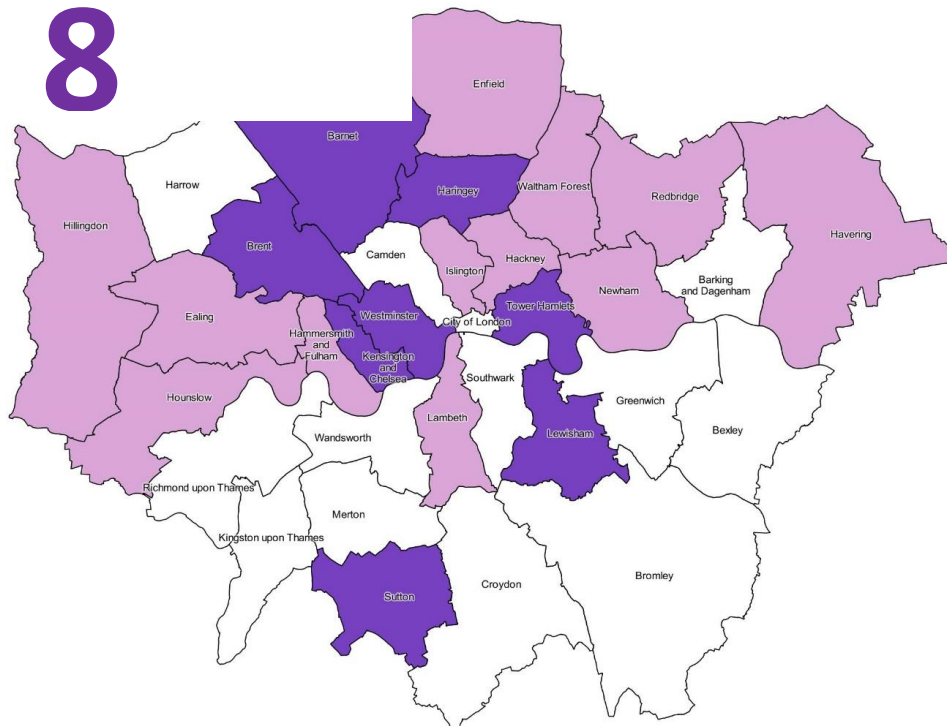 8
Enfield
Barnet
Harrow
Haringey
Waltham Forest
Redbridge
Hillingdon
Havering
Brent
Camden
Islington
Hackney
Newham
Barking
and Dagenham
Tower Hamlets
Ealing
Westminster
City of London
Hammersmith
and
Fulham
Kensington
and
Chelsea
Southwark
Hounslow
Greenwich
Lambeth
Bexley
Wandsworth
Lewisham
Richmond upon Thames
Merton
Kingston upon Thames
Bromley
Croydon
Sutton